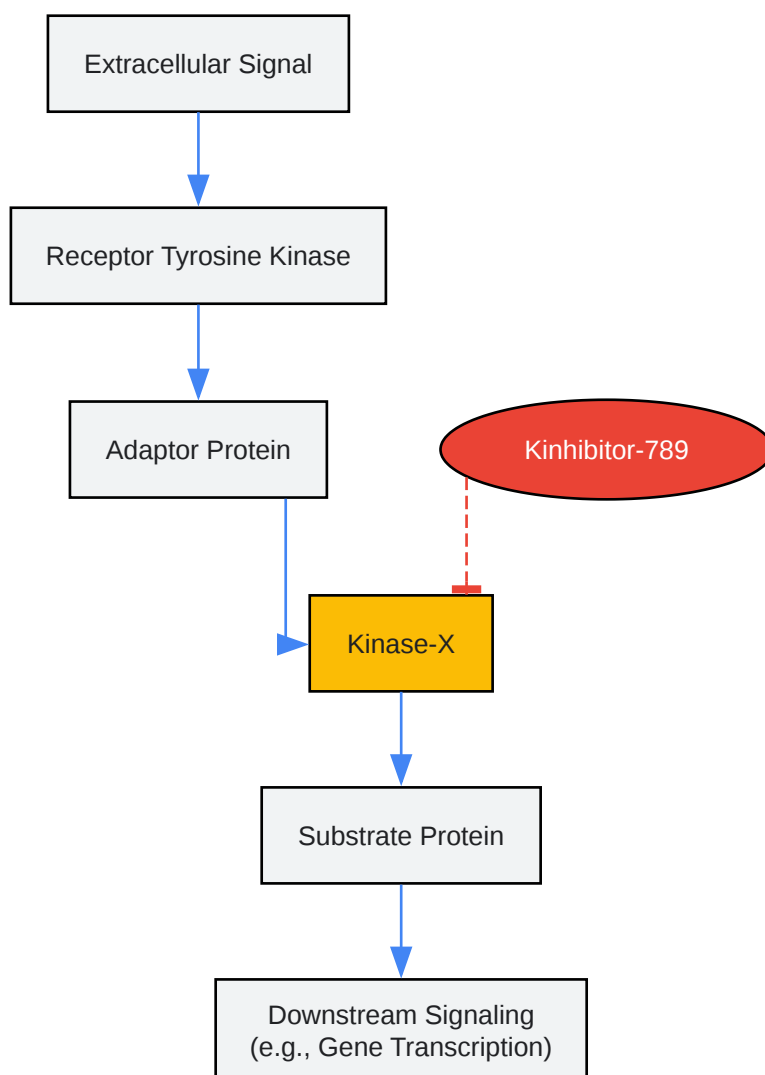 Extracellular Signal
Receptor Tyrosine Kinase
Adaptor Protein
Kinhibitor-789
Kinase-X
Substrate Protein
Downstream Signaling
(e.g., Gene Transcription)